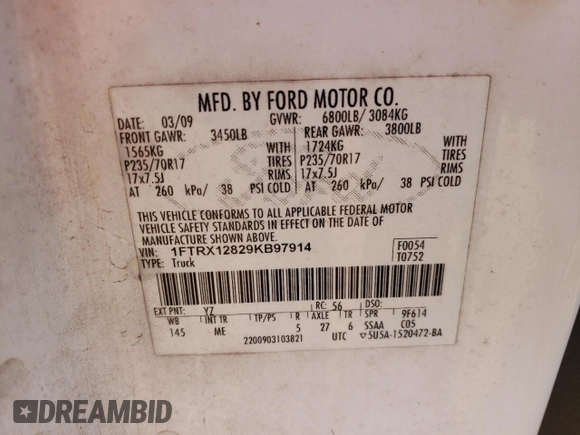 MFD. BY FORD MOTOR CO.
DATE: 03/09 GVWR: 6800LB/ 3084KG
FRONT GAWR: 3450LB REAR GAWR: 3800LB
1565KG WITH 1724KG WITH
P235/70R17 TIRES P235/70R17 TIRES
17x7.5J RIMS 17x7.5J RIMS
AT 260 kPa/ 38 PSI COLD AT 260 kPa/ 38 PSI COLD
THIS VEHICLE CONFORMS TO ALL APPLICABLE FEDERAL MOTOR
VEHICLE SAFETY STANDARDS IN EFFECT ON THE DATE OF
MANUFACTURE SHOWN ABOVE.
VIN: 1FTRX12829KB97914 F0054
TYPE: Truck T0752
EXT PNT: YZ RC: 56 DSO:
WB INT TR TP/PS R AXLE TR SPR 9F614
145 ME 5 27 6 SSAA C05
2200903103821 UTC ▽5U5A-1520472-BA
DREAMBID